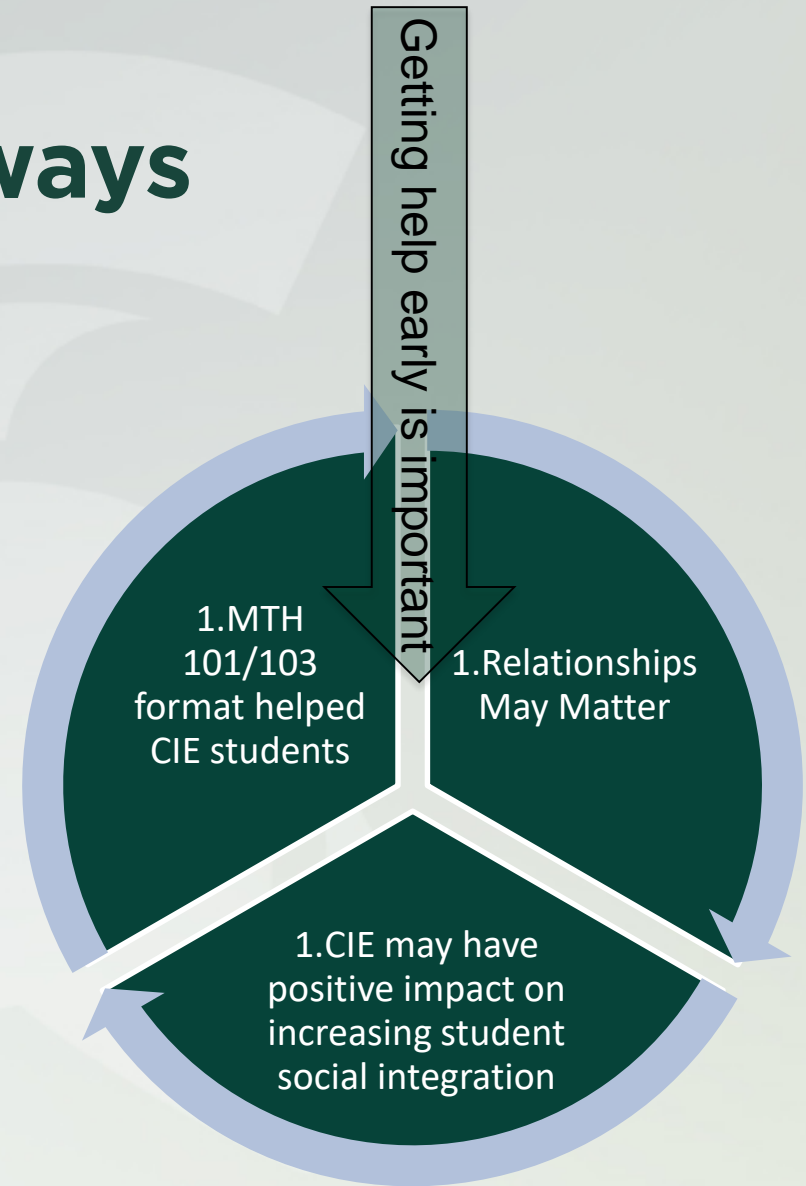 ways
Getting help early is important
1.MTH
101/103
format helped
CIE students
1.Relationships
May Matter
1.CIE may have
positive impact on
increasing student
social integration